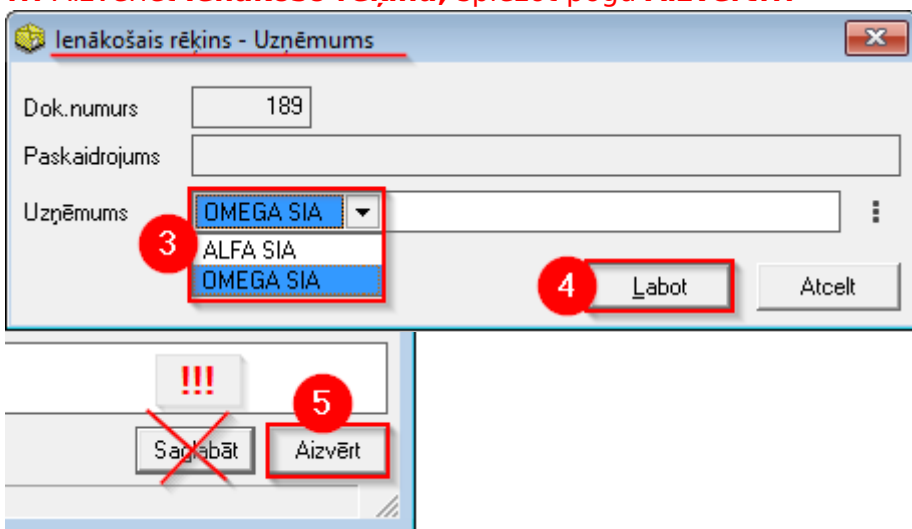 Ienākošais rēķins - Uzņēmums
Dok.numurs 189
Paskaidrojums
Uzņēmums OMEGA SIA
3 ALFA SIA
OMEGA SIA
4 Labot Atcelt
!!!
5
Saglabāt Aizvērt